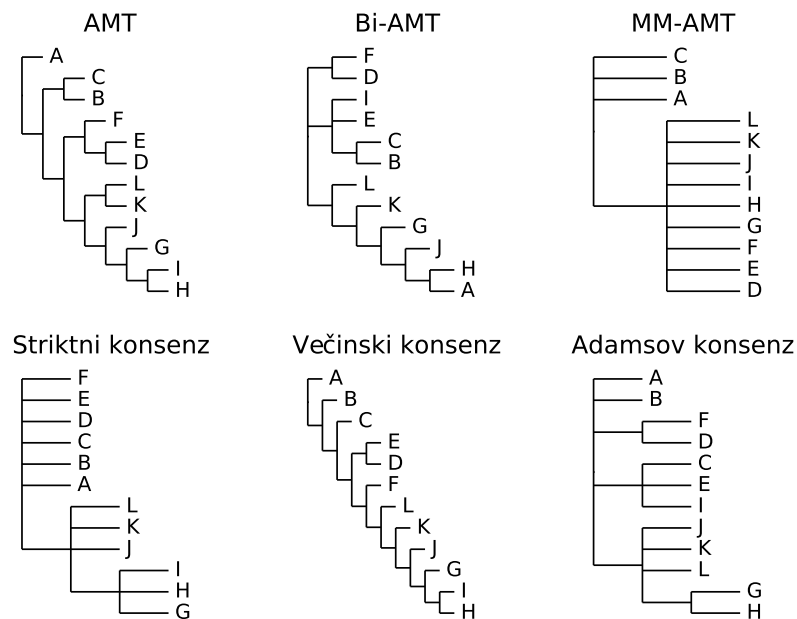 AMT
A
C
B
F
E
D
L
K
J
G
I
H
Bi-AMT
F
D
I
E
C
B
L
K
G
J
H
A
MM-AMT
C
B
A
L
K
J
I
H
G
F
E
D
Striktni konsenz
F
E
D
C
B
A
L
K
J
I
H
G
Večinski konsenz
A
B
C
E
D
F
L
K
J
G
I
H
Adamsov konsenz
A
B
F
D
C
E
I
J
K
L
G
H